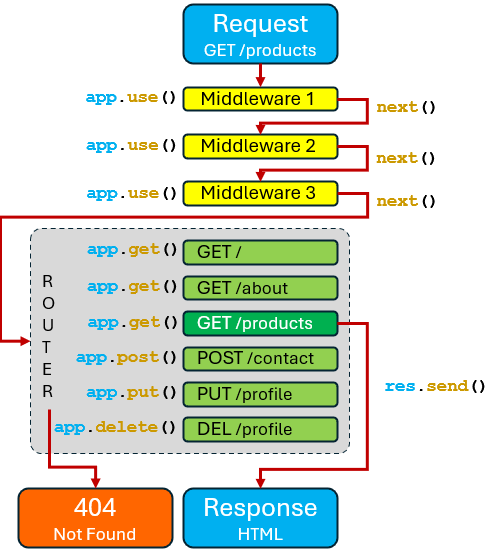 Request
GET /products
app.use() Middleware 1
next()
app.use() Middleware 2
next()
app.use() Middleware 3
next()
ROUTER
app.get() GET /
app.get() GET /about
app.get() GET /products
app.post() POST /contact
res.send()
app.put() PUT /profile
app.delete() DEL /profile
404
Not Found
Response
HTML